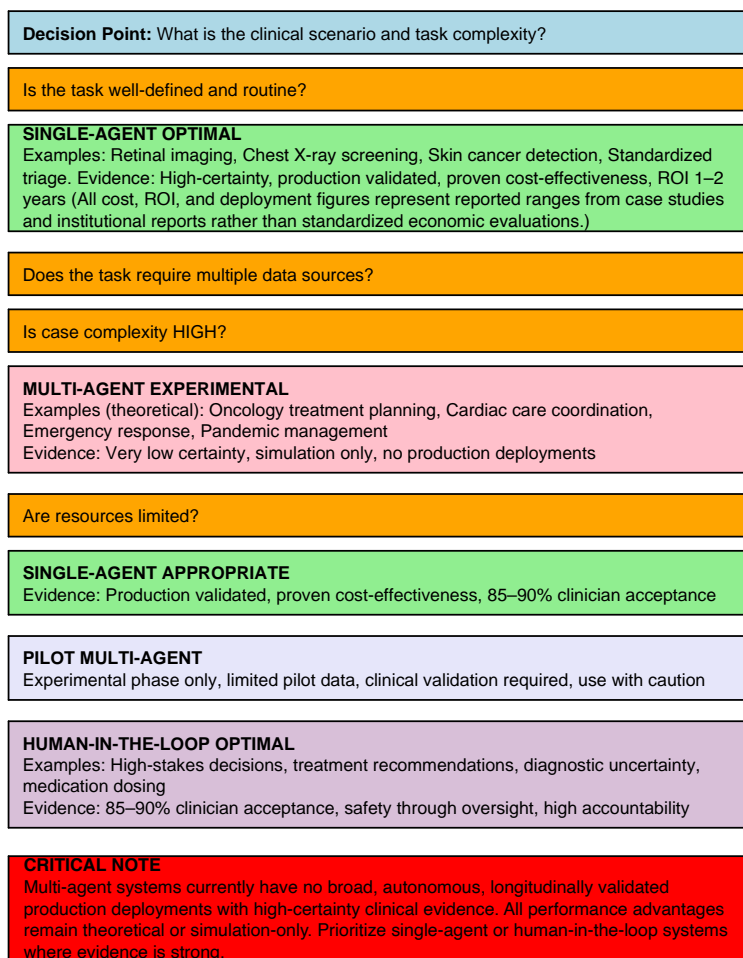 Decision Point: What is the clinical scenario and task complexity?
Is the task well-defined and routine?
SINGLE-AGENT OPTIMAL
Examples: Retinal imaging, Chest X-ray screening, Skin cancer detection, Standardized
triage. Evidence: High-certainty, production validated, proven cost-effectiveness, ROI 1–2
years (All cost, ROI, and deployment figures represent reported ranges from case studies
and institutional reports rather than standardized economic evaluations.)
Does the task require multiple data sources?
Is case complexity HIGH?
MULTI-AGENT EXPERIMENTAL
Examples (theoretical): Oncology treatment planning, Cardiac care coordination,
Emergency response, Pandemic management
Evidence: Very low certainty, simulation only, no production deployments
Are resources limited?
SINGLE-AGENT APPROPRIATE
Evidence: Production validated, proven cost-effectiveness, 85–90% clinician acceptance
PILOT MULTI-AGENT
Experimental phase only, limited pilot data, clinical validation required, use with caution
HUMAN-IN-THE-LOOP OPTIMAL
Examples: High-stakes decisions, treatment recommendations, diagnostic uncertainty,
medication dosing
Evidence: 85–90% clinician acceptance, safety through oversight, high accountability
CRITICAL NOTE
Multi-agent systems currently have no broad, autonomous, longitudinally validated
production deployments with high-certainty clinical evidence. All performance advantages
remain theoretical or simulation-only. Prioritize single-agent or human-in-the-loop systems
where evidence is strong.